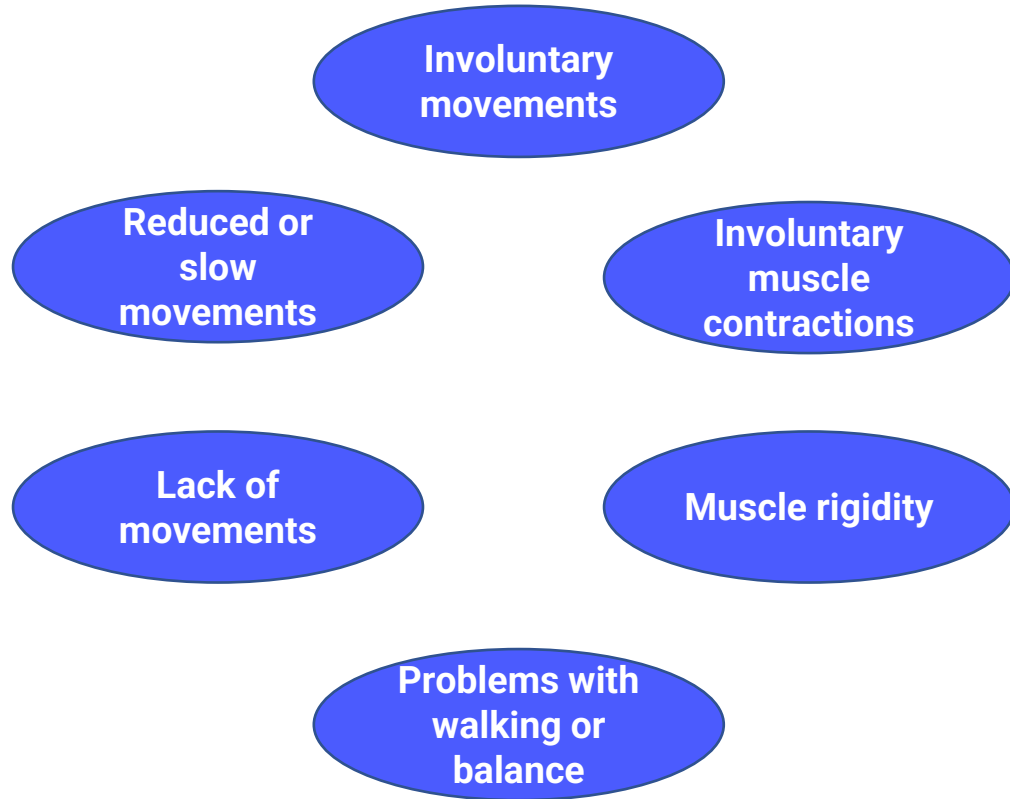 Involuntary
movements
Reduced or
slow
movements
Involuntary
muscle
contractions
Lack of
movements
Muscle rigidity
Problems with
walking or
balance